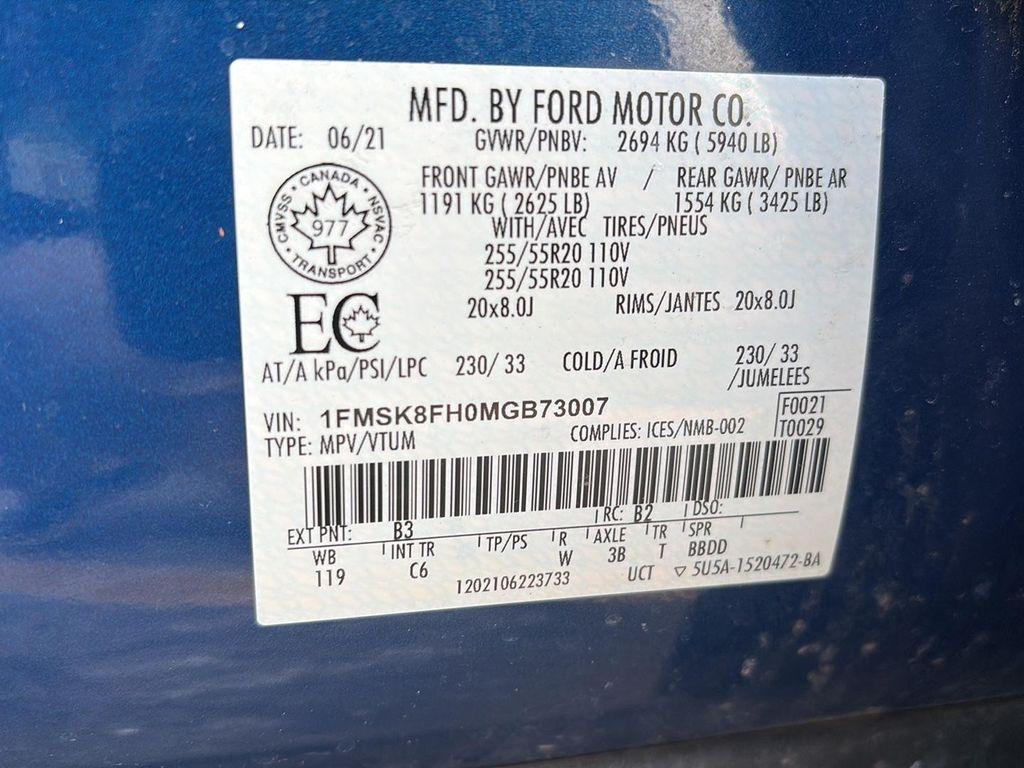 MFD. BY FORD MOTOR CO.
DATE: 06/21 GVWR/PNBV: 2694 KG ( 5940 LB)
FRONT GAWR/PNBE AV / REAR GAWR/ PNBE AR
1191 KG ( 2625 LB) 1554 KG ( 3425 LB)
WITH/AVEC TIRES/PNEUS
255/55R20 110V
255/55R20 110V
20x8.0J RIMS/JANTES 20x8.0J
CANADA
CMVSS NSVAC
977
TRANSPORT
EC
AT/A kPa/PSI/LPC 230/ 33 COLD/A FROID 230/ 33
/JUMELEES
VIN: 1FMSK8FH0MGB73007 F0021
TYPE: MPV/VTUM COMPLIES: ICES/NMB-002 T0029
EXT PNT: B3 RC: B2 DSO:
WB INT TR TP/PS R AXLE TR SPR
119 C6 W 3B T BBDD
1202106223733 UCT ▽ 5U5A-1520472-BA